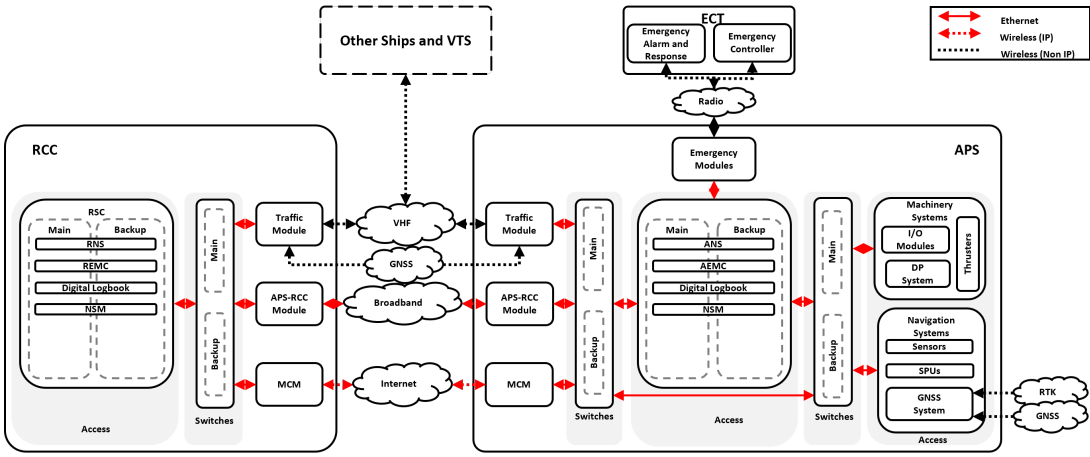 ECT
Emergency
Alarm and
Response
Emergency
Controller
Other Ships and VTS
Ethernet
Wireless (IP)
Wireless (Non IP)
Radio
RCC
RSC
Main
Backup
RNS
REMC
Digital Logbook
NSM
Access
Main
Backup
Switches
Traffic
Module
APS-RCC
Module
MCM
VHF
GNSS
Broadband
Internet
APS
Emergency
Modules
Traffic
Module
APS-RCC
Module
MCM
Main
Backup
Switches
Main
Backup
ANS
AEMC
Digital Logbook
NSM
Access
Main
Backup
Switches
Machinery
Systems
I/O
Modules
DP
System
Thrusters
Navigation
Systems
Sensors
SPUs
GNSS
System
Access
RTK
GNSS